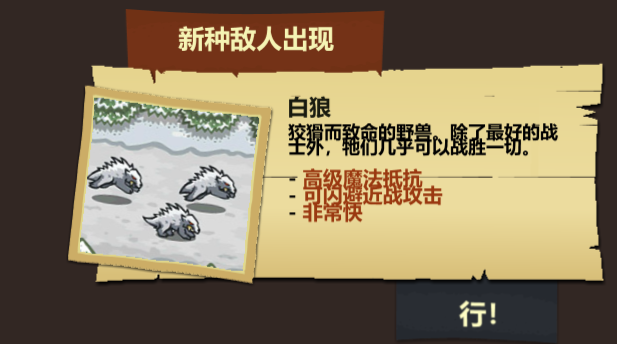 新种敌人出现
白狼
狡猾而致命的野兽。除了最好的战
士外，牠们几乎可以战胜一切。
- 高级魔法抵抗
- 可闪避近战攻击
- 非常快
行!